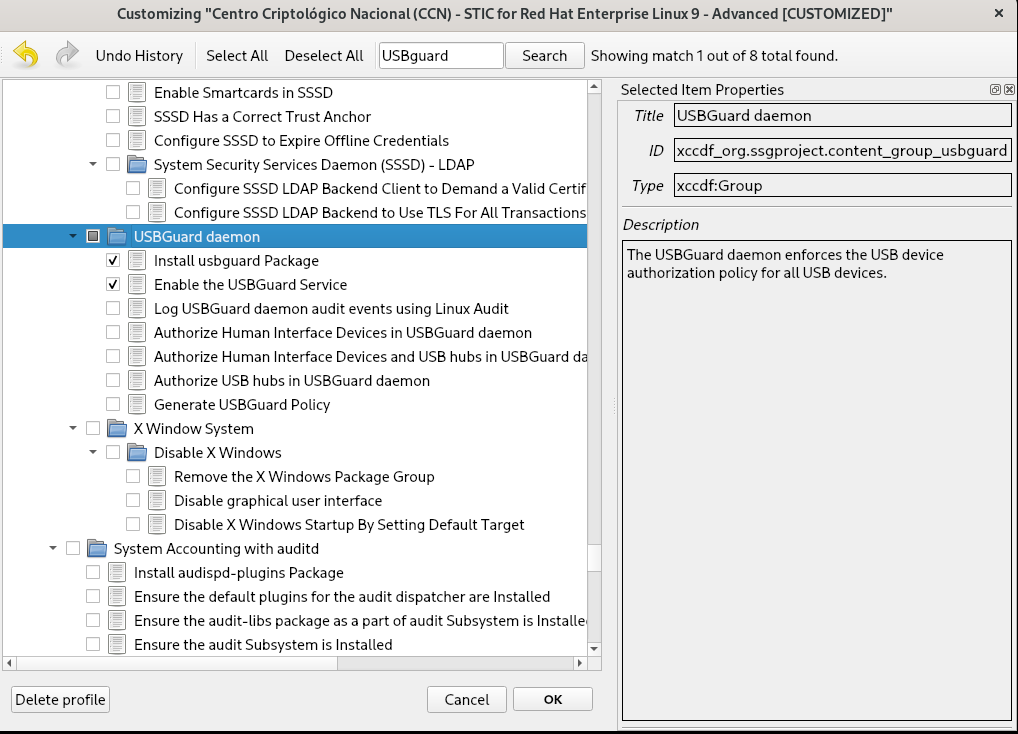 Customizing "Centro Criptológico Nacional (CCN) - STIC for Red Hat Enterprise Linux 9 - Advanced [CUSTOMIZED]"
Undo History Select All Deselect All USBguard Search Showing match 1 out of 8 total found.
Enable Smartcards in SSSD
SSSD Has a Correct Trust Anchor
Configure SSSD to Expire Offline Credentials
System Security Services Daemon (SSSD) - LDAP
Configure SSSD LDAP Backend Client to Demand a Valid Certif
Configure SSSD LDAP Backend to Use TLS For All Transactions
USBGuard daemon
Install usbguard Package
Enable the USBGuard Service
Log USBGuard daemon audit events using Linux Audit
Authorize Human Interface Devices in USBGuard daemon
Authorize Human Interface Devices and USB hubs in USBGuard da
Authorize USB hubs in USBGuard daemon
Generate USBGuard Policy
X Window System
Disable X Windows
Remove the X Windows Package Group
Disable graphical user interface
Disable X Windows Startup By Setting Default Target
System Accounting with auditd
Install audispd-plugins Package
Ensure the default plugins for the audit dispatcher are Installed
Ensure the audit-libs package as a part of audit Subsystem is Installe
Ensure the audit Subsystem is Installed
Delete profile Cancel OK
Selected Item Properties
Title USBGuard daemon
ID xccdf_org.ssgproject.content_group_usbguard
Type xccdf:Group
Description
The USBGuard daemon enforces the USB device
authorization policy for all USB devices.